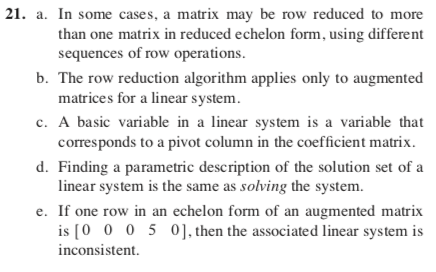 21. a. In some cases, a matrix may be row reduced to more
than one matrix in reduced echelon form, using different
sequences of row operations.
b. The row reduction algorithm applies only to augmented
matrices for a linear system.
c. A basic variable in a linear system is a variable that
corresponds to a pivot column in the coefficient matrix.
d. Finding a parametric description of the solution set of a
linear system is the same as solving the system.
e. If one row in an echelon form of an augmented matrix
is [0 0 0 5 0], then the associated linear system is
inconsistent.